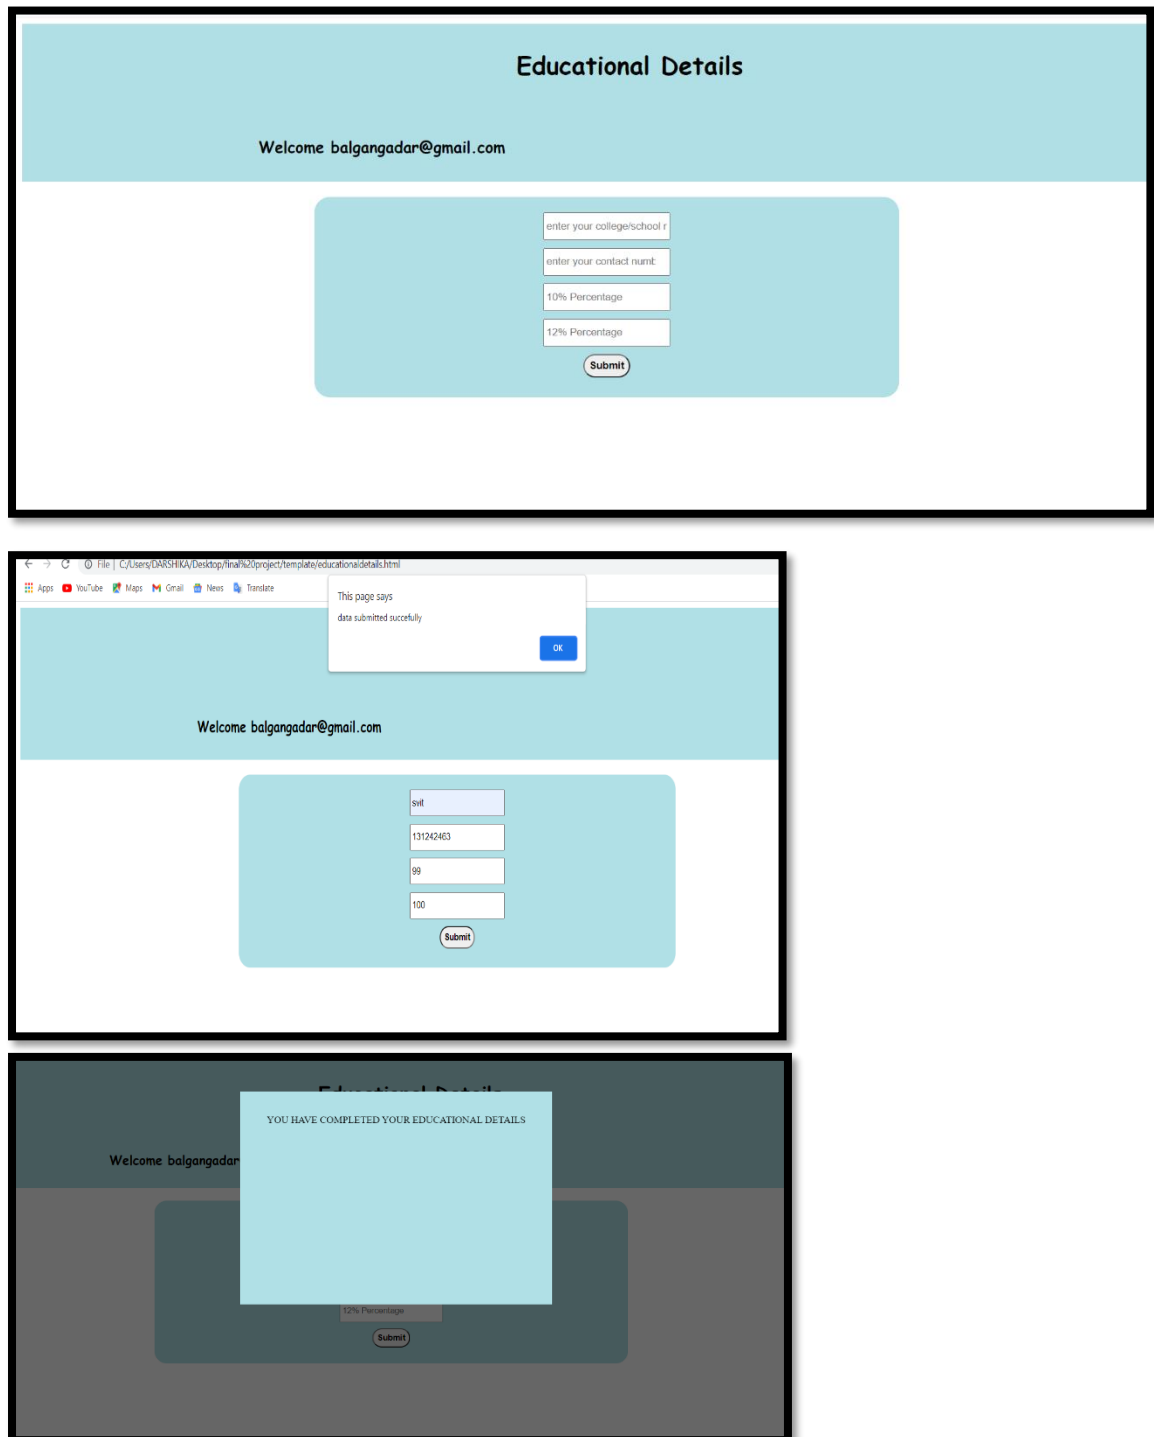 Educational Details
Welcome balgangadar@gmail.com
enter your college/school r
enter your contact numt
10% Percentage
12% Percentage
Submit
File | C:/Users/DARSHIKA/Desktop/final%20project/template/educationaldetails.html
Apps YouTube Maps Gmail News Translate
This page says
data submitted succefully
OK
Welcome balgangadar@gmail.com
svit
131242463
99
100
Submit
Educational Details
YOU HAVE COMPLETED YOUR EDUCATIONAL DETAILS
Welcome balgangadar
12% Percentage
Submit